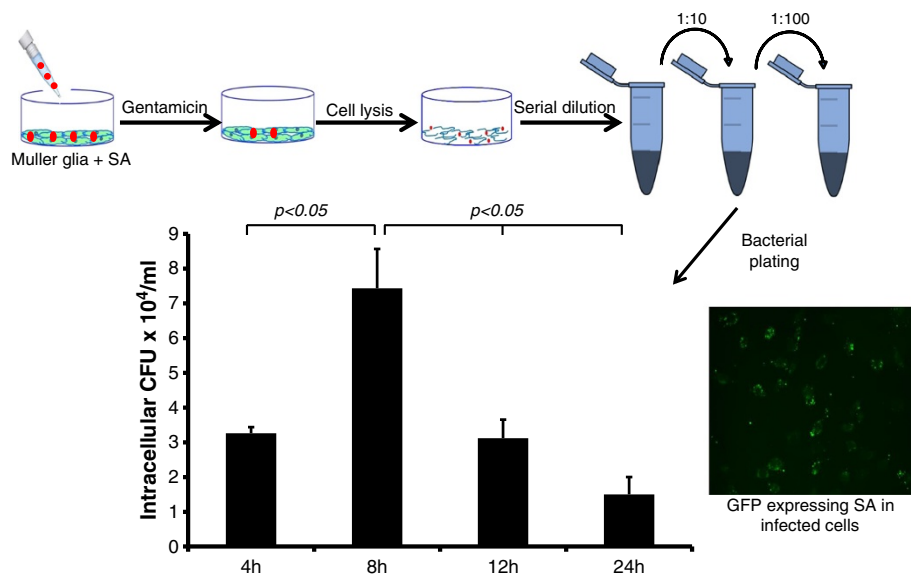 1:10
1:100
Gentamicin
Cell lysis
Serial dilution
Muller glia + SA
p<0.05
p<0.05
Bacterial
plating
Intracellular CFU x 10⁴/ml
9
8
7
6
5
4
3
2
1
0
4h
8h
12h
24h
GFP expressing SA in
infected cells